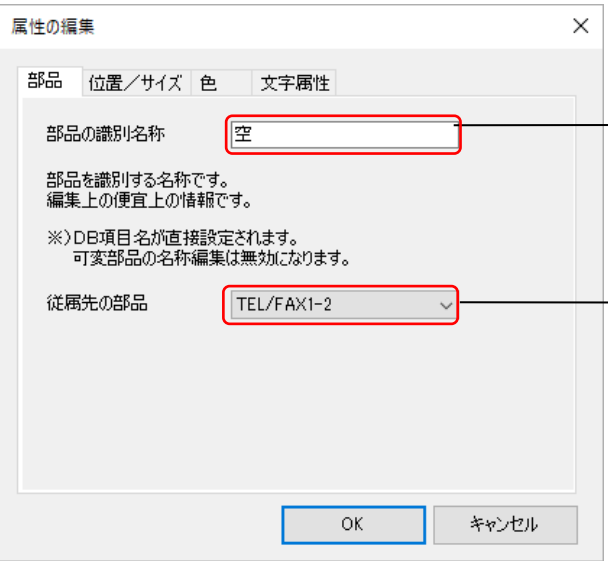 属性の編集
部品 位置／サイズ 色 文字属性
部品の識別名称 空
部品を識別する名称です。
編集上の便宜上の情報です。
※)DB項目名が直接設定されます。
可変部品の名称編集は無効になります。
従属先の部品 TEL/FAX1-2
OK キャンセル